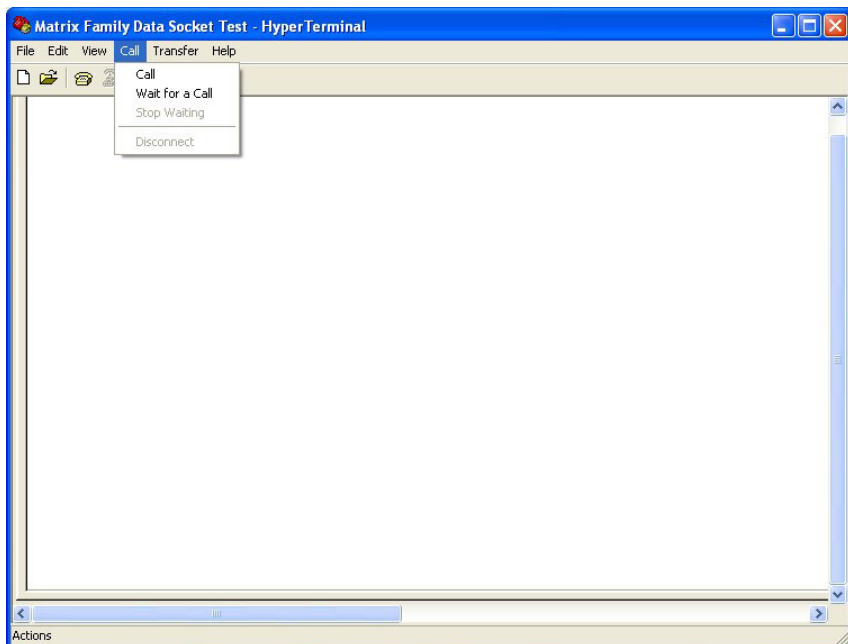 Matrix Family Data Socket Test - HyperTerminal
File Edit View Call Transfer Help
Call
Wait for a Call
Stop Waiting
Disconnect
Actions